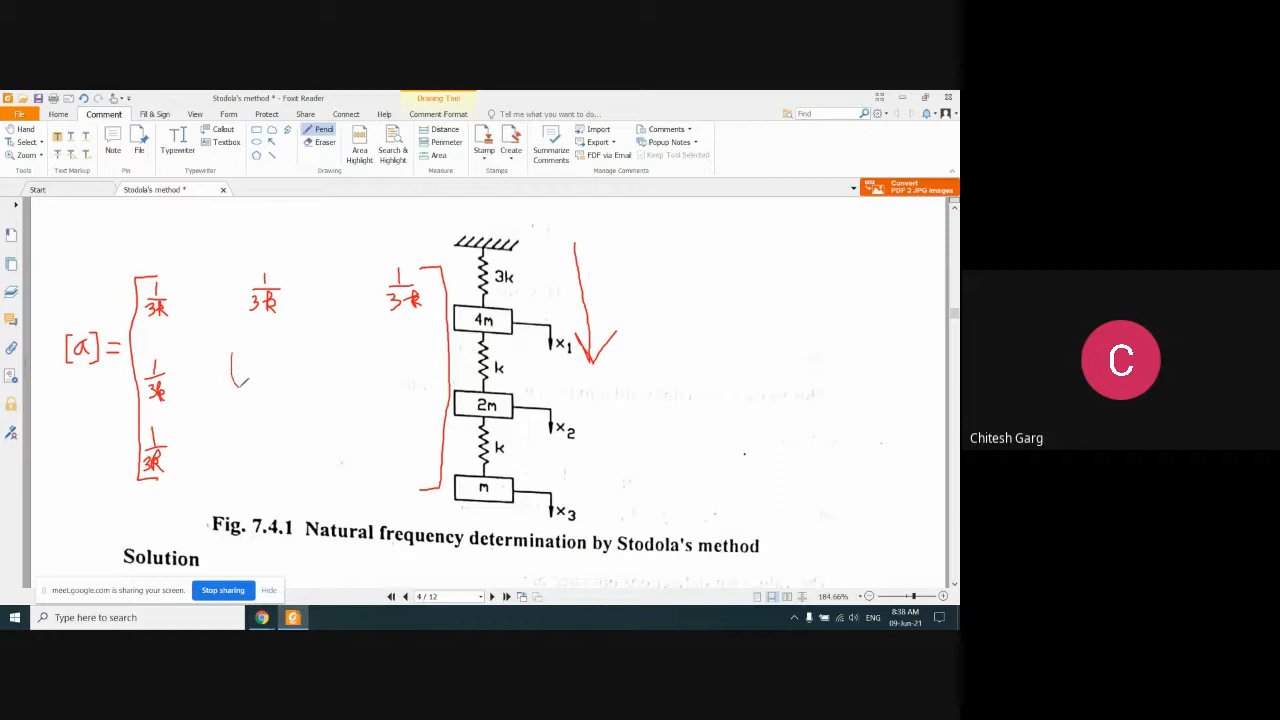 Stodola's method * - Foxit Reader
Drawing Tool
File Home Comment View Form Protect Share Connect Help Comment Format Tell me what you want to do... Find
Fill & Sign
Hand
Select
Zoom
Tools
Text Markup
Note
File
Typewriter
Callout
Textbox
Typewriter
Pencil
Eraser
Drawing
Area Highlight
Search & Highlight
Distance
Perimeter
Area
Measure
Stamp
Create
Stamps
Summarize Comments
Import
Export
FDF via Email
Comments
Popup Notes
Keep Tool Selected
Manage Comments
Start
Stodola's method *
Convert
PDF 2 JPG Images
[a] =
1/3k 1/3k 1/3k
1/3k
1/3k
3k
4m
x1
k
2m
x2
k
m
x3
Fig. 7.4.1 Natural frequency determination by Stodola's method
Solution
meet.google.com is sharing your screen.
Stop sharing
Hide
4 / 12
184.66%
Type here to search
ENG
8:38 AM
09-Jun-21
C
Chitesh Garg